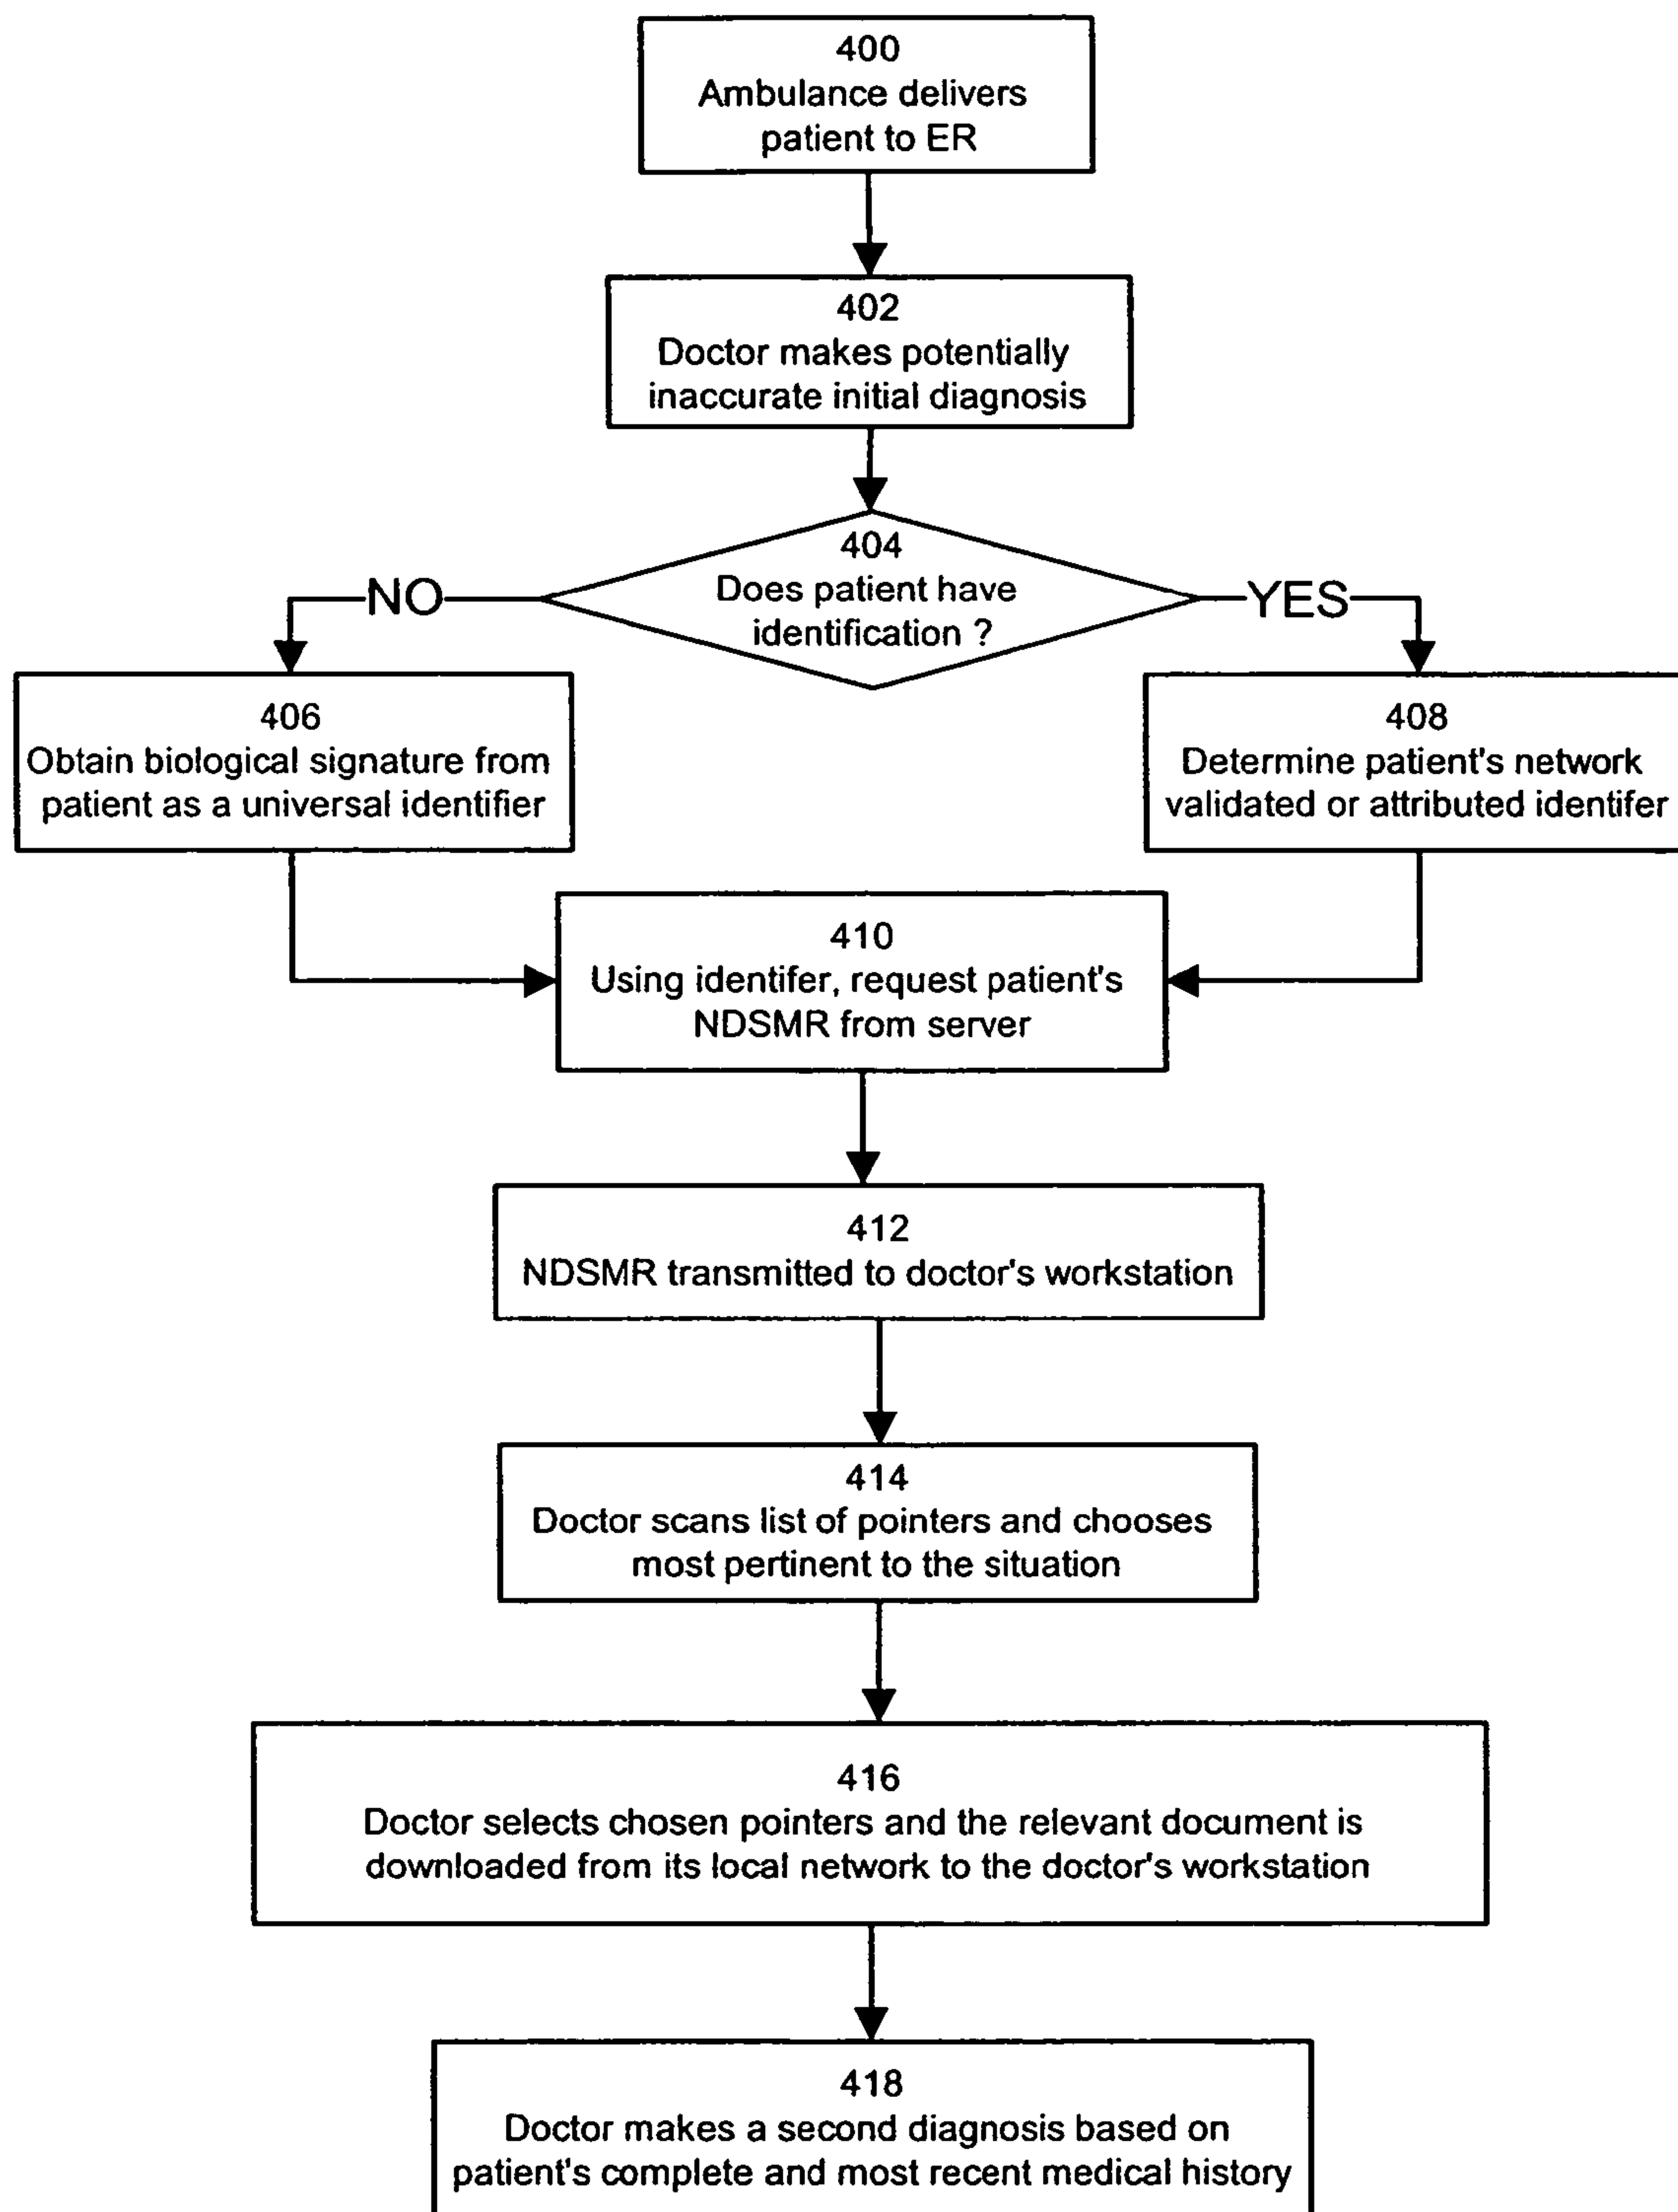 400
Ambulance delivers
patient to ER
402
Doctor makes potentially
inaccurate initial diagnosis
404
Does patient have
identification ?
NO
YES
406
Obtain biological signature from
patient as a universal identifier
408
Determine patient's network
validated or attributed identifer
410
Using identifer, request patient's
NDSMR from server
412
NDSMR transmitted to doctor's workstation
414
Doctor scans list of pointers and chooses
most pertinent to the situation
416
Doctor selects chosen pointers and the relevant document is
downloaded from its local network to the doctor's workstation
418
Doctor makes a second diagnosis based on
patient's complete and most recent medical history